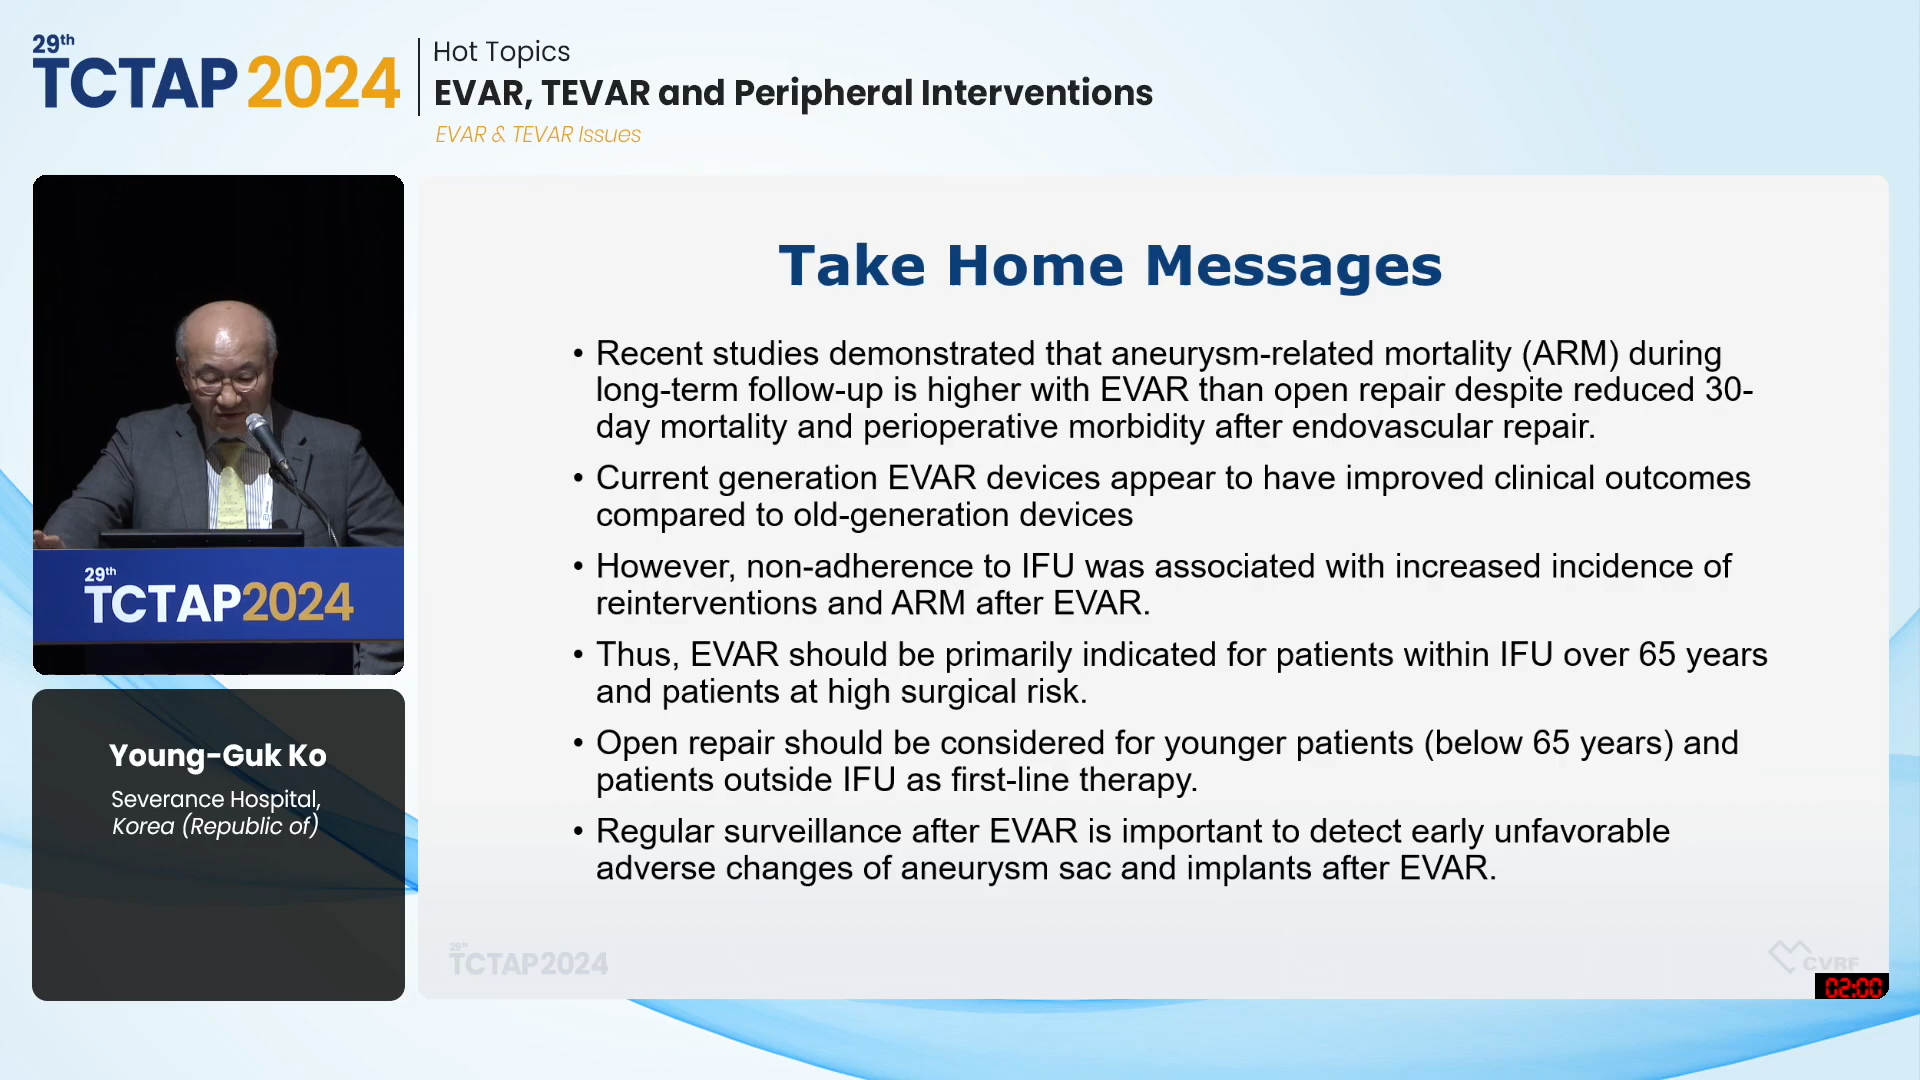 29th
TCTAP 2024
Hot Topics
EVAR, TEVAR and Peripheral Interventions
EVAR & TEVAR Issues
29th
TCTAP2024
Young-Guk Ko
Severance Hospital,
Korea (Republic of)
Take Home Messages
• Recent studies demonstrated that aneurysm-related mortality (ARM) during
long-term follow-up is higher with EVAR than open repair despite reduced 30-
day mortality and perioperative morbidity after endovascular repair.
• Current generation EVAR devices appear to have improved clinical outcomes
compared to old-generation devices
• However, non-adherence to IFU was associated with increased incidence of
reinterventions and ARM after EVAR.
• Thus, EVAR should be primarily indicated for patients within IFU over 65 years
and patients at high surgical risk.
• Open repair should be considered for younger patients (below 65 years) and
patients outside IFU as first-line therapy.
• Regular surveillance after EVAR is important to detect early unfavorable
adverse changes of aneurysm sac and implants after EVAR.
29th
TCTAP2024
CVRF
02:00